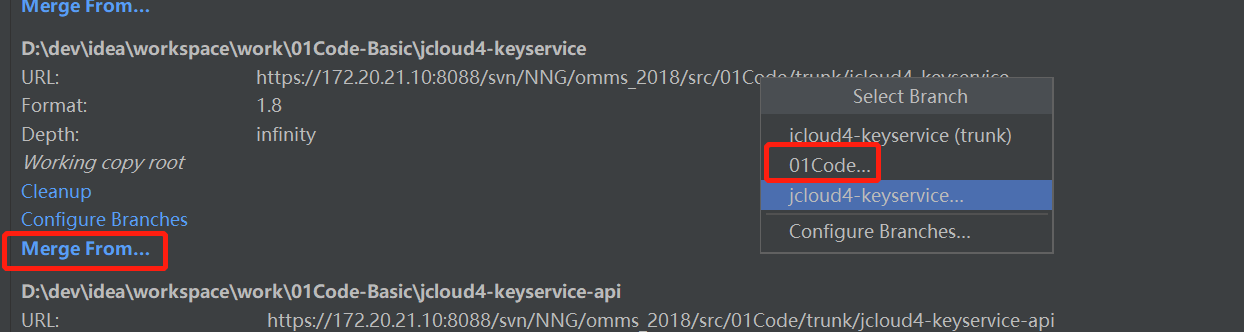 Merge From...
D:\dev\idea\workspace\work\01Code-Basic\jcloud4-keyservice
URL: https://172.20.21.10:8088/svn/NNG/omms_2018/src/01Code/trunk/jcloud4-keyservice
Format: 1.8
Depth: infinity
Working copy root
Cleanup
Configure Branches
Merge From...
D:\dev\idea\workspace\work\01Code-Basic\jcloud4-keyservice-api
URL: https://172.20.21.10:8088/svn/NNG/omms_2018/src/01Code/trunk/jcloud4-keyservice-api
Select Branch
jcloud4-keyservice (trunk)
01Code...
jcloud4-keyservice...
Configure Branches...